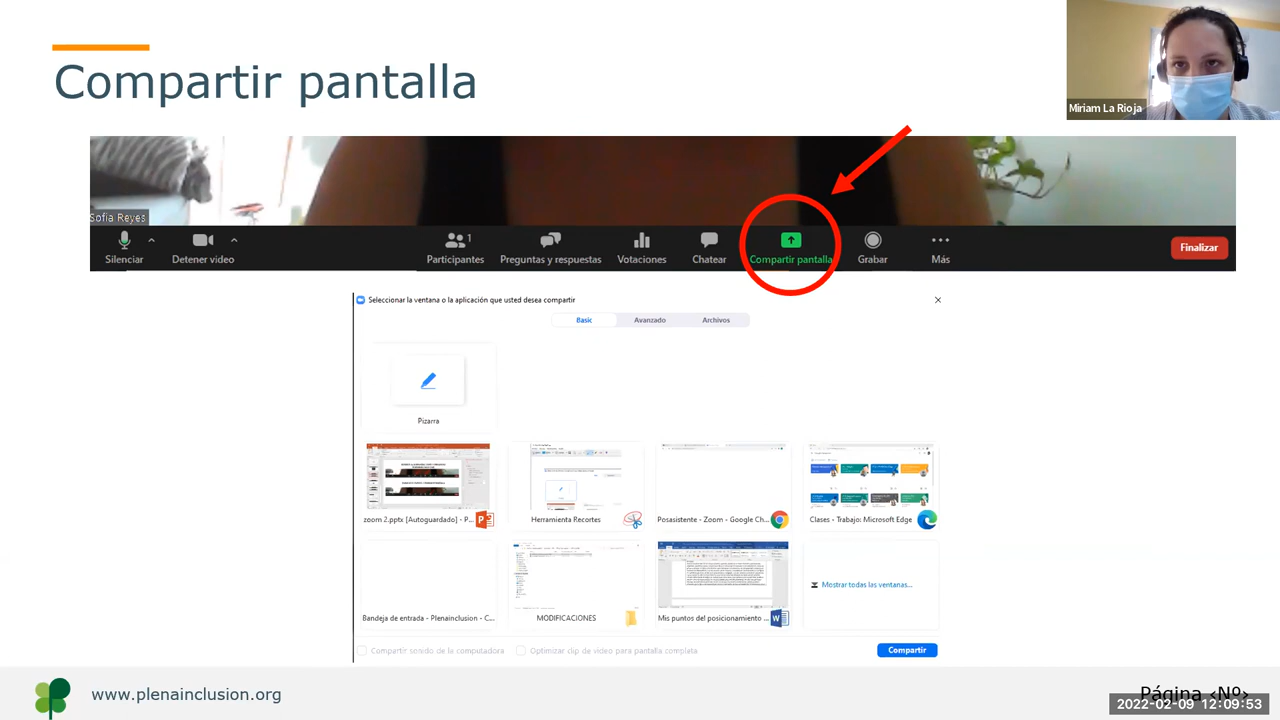 Compartir pantalla
Miriam La Rioja
Sofia Reyes
Silenciar
Detener video
Participantes
1
Preguntas y respuestas
Votaciones
Chatear
Compartir pantalla
Grabar
Más
Finalizar
Seleccionar la ventana o la aplicación que usted desea compartir
Basic
Avanzado
Archivos
Pizarra
zoom 2.pptx [Autoguardado] - P...
Herramienta Recortes
Posasistente - Zoom - Google Ch...
Clases - Trabajo: Microsoft Edge
Bandeja de entrada - Plenainclusion - C...
MODIFICACIONES
Mis puntos del posicionamiento ...
Mostrar todas las ventanas...
Compartir sonido de la computadora
Optimizar clip de video para pantalla completa
Compartir
www.plenainclusion.org
Página ‹Nº›
2022-02-09 12:09:53